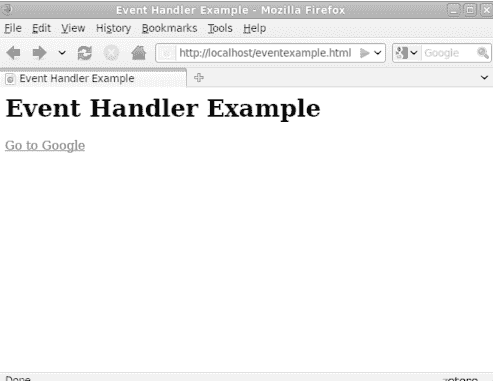 Event Handler Example - Mozilla Firefox
File Edit View History Bookmarks Tools Help
http://localhost/eventexample.html Google
Event Handler Example
Event Handler Example
Go to Google
Done